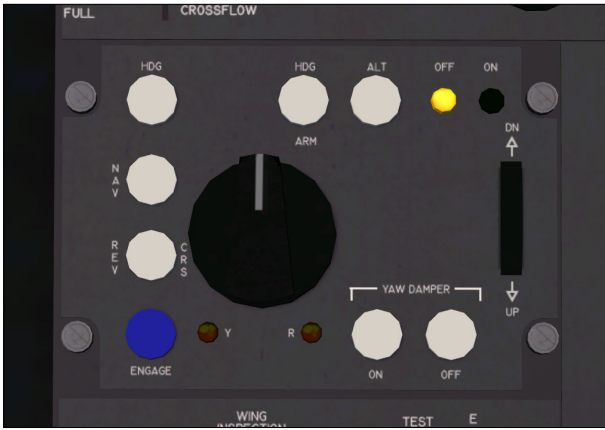 FULL
CROSSFLOW
HDG
HDG
ALT
OFF
ON
ARM
DN
NAV
REV
CRS
YAW DAMPER
UP
Y
R
ENGAGE
ON
OFF
WING
INSPECTION
TEST
E